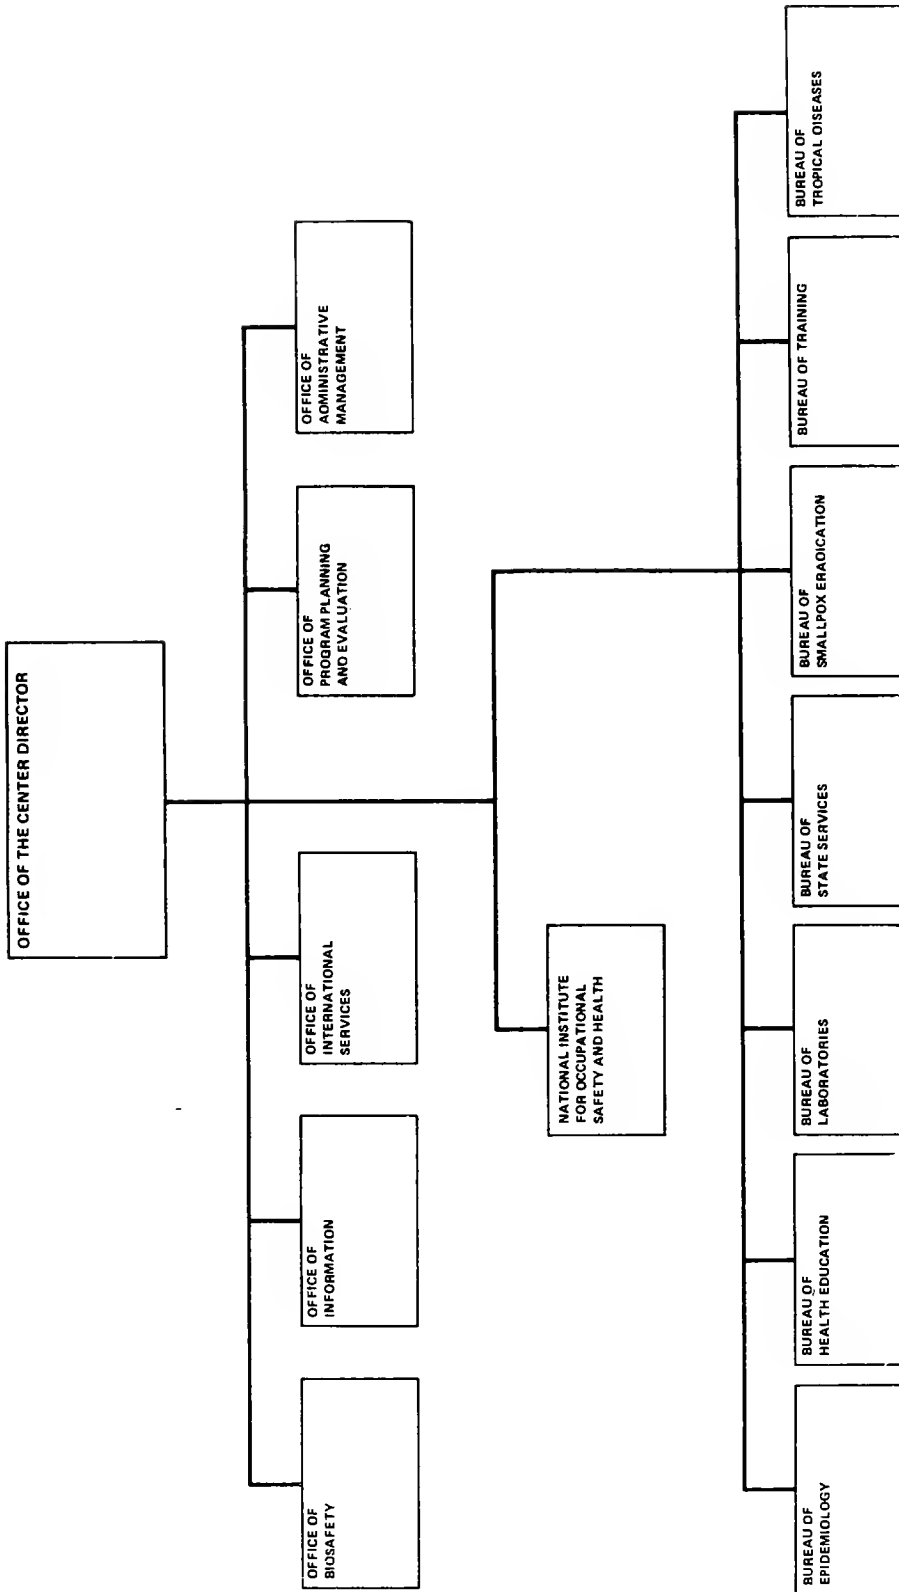 OFFICE OF THE CENTER DIRECTOR
OFFICE OF
BIOSAFETY
OFFICE OF
INFORMATION
OFFICE OF
INTERNATIONAL
SERVICES
OFFICE OF
PROGRAM PLANNING
AND EVALUATION
OFFICE OF
ADMINISTRATIVE
MANAGEMENT
NATIONAL INSTITUTE
FOR OCCUPATIONAL
SAFETY AND HEALTH
BUREAU OF
EPIDEMIOLOGY
BUREAU OF
HEALTH EDUCATION
BUREAU OF
LABORATORIES
BUREAU OF
STATE SERVICES
BUREAU OF
SMALLPOX ERADICATION
BUREAU OF TRAINING
BUREAU OF
TROPICAL DISEASES